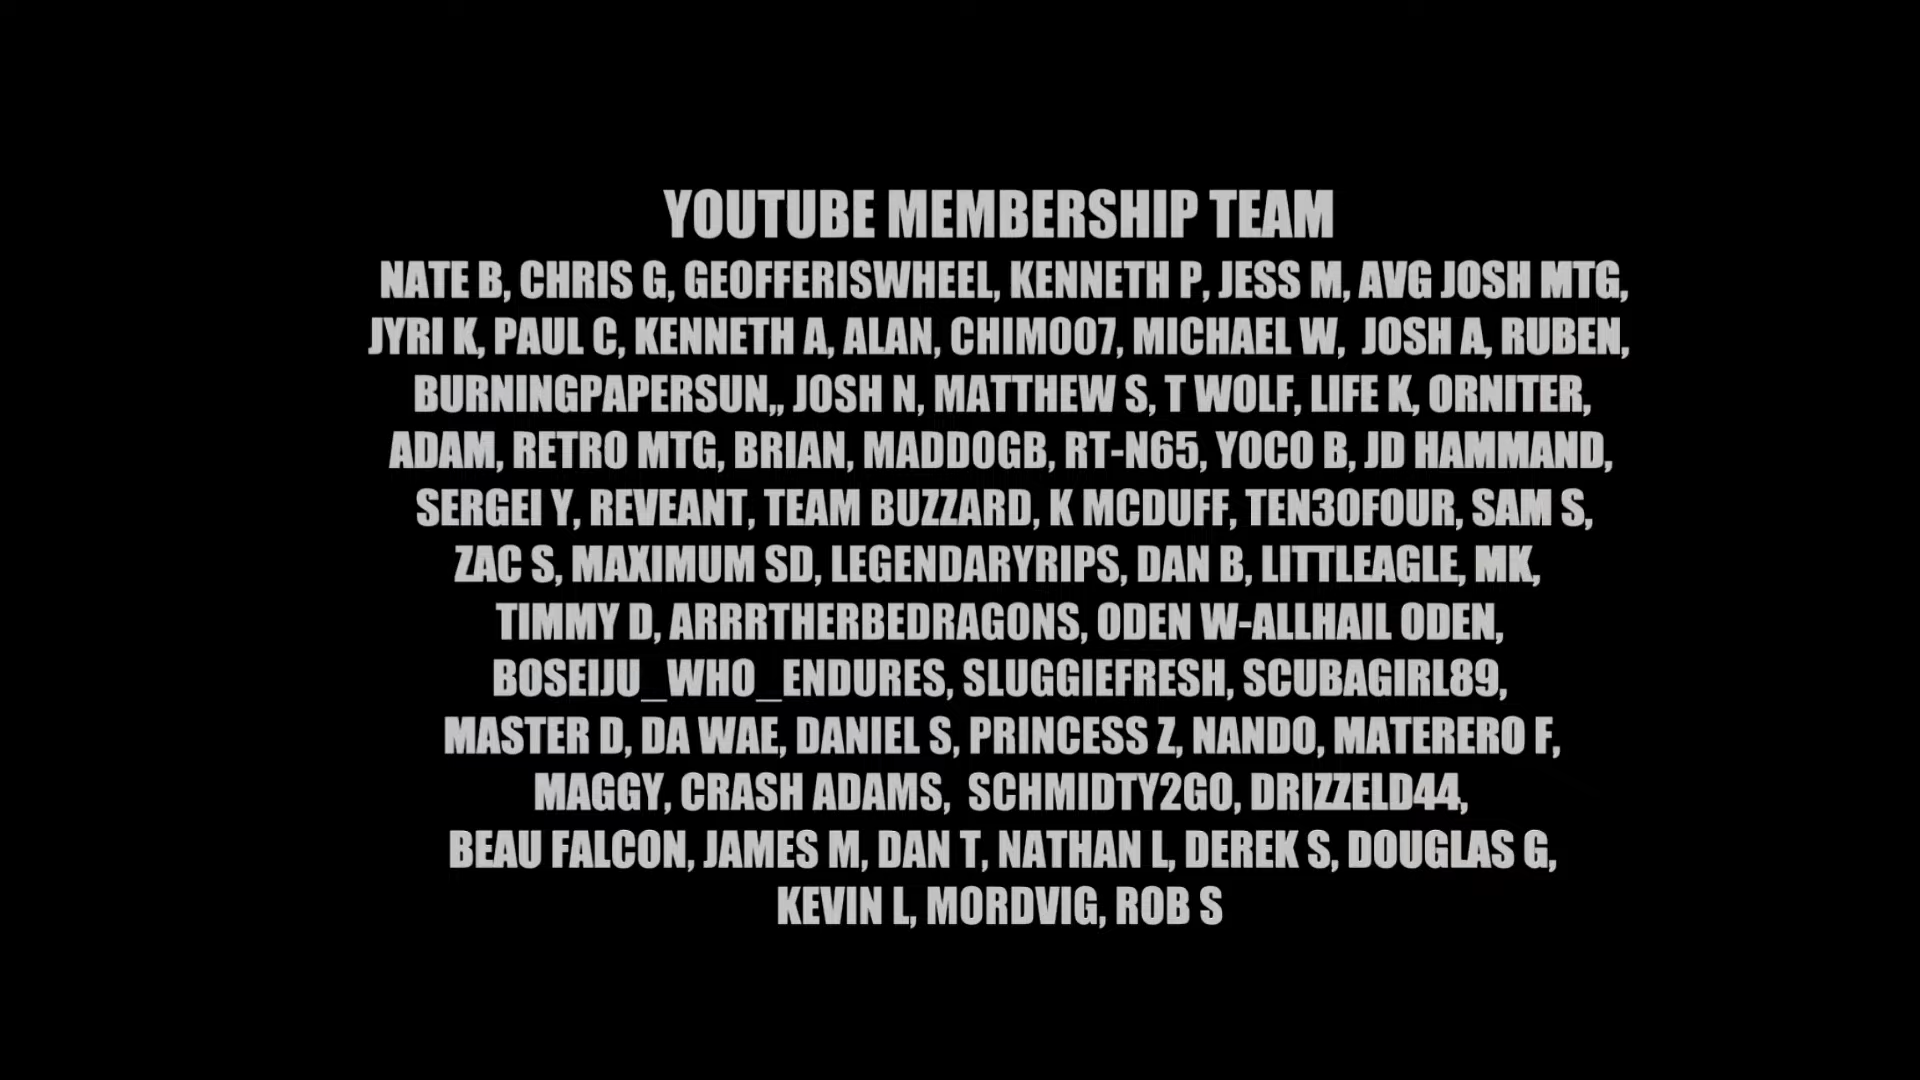 YOUTUBE MEMBERSHIP TEAM
NATE B, CHRIS G, GEOFFERISWHEEL, KENNETH P, JESS M, AVG JOSH MTG,
JYRI K, PAUL C, KENNETH A, ALAN, CHIM007, MICHAEL W,  JOSH A, RUBEN,
BURNINGPAPERSUN,, JOSH N, MATTHEW S, T WOLF, LIFE K, ORNITER,
ADAM, RETRO MTG, BRIAN, MADDOGB, RT-N65, YOCO B, JD HAMMAND,
SERGEI Y, REVEANT, TEAM BUZZARD, K MCDUFF, TEN30FOUR, SAM S,
ZAC S, MAXIMUM SD, LEGENDARYRIPS, DAN B, LITTLEAGLE, MK,
TIMMY D, ARRRTHERBEDRAGONS, ODEN W-ALLHAIL ODEN,
BOSEIJU_WHO_ENDURES, SLUGGIEFRESH, SCUBAGIRL89,
MASTER D, DA WAE, DANIEL S, PRINCESS Z, NANDO, MATERERO F,
MAGGY, CRASH ADAMS,  SCHMIDTY2GO, DRIZZELD44,
BEAU FALCON, JAMES M, DAN T, NATHAN L, DEREK S, DOUGLAS G,
KEVIN L, MORDVIG, ROB S